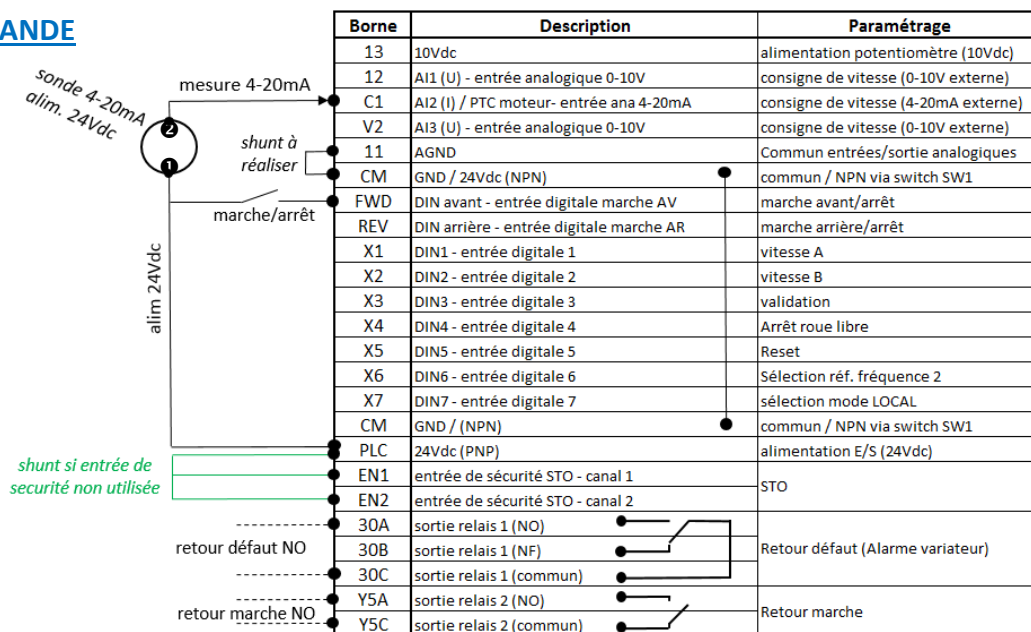 ANDE
Borne Description Paramétrage
13 10Vdc alimentation potentiomètre (10Vdc)
12 AI1 (U) - entrée analogique 0-10V consigne de vitesse (0-10V externe)
C1 AI2 (I) / PTC moteur- entrée ana 4-20mA consigne de vitesse (4-20mA externe)
V2 AI3 (U) - entrée analogique 0-10V consigne de vitesse (0-10V externe)
11 AGND Commun entrées/sortie analogiques
CM GND / 24Vdc (NPN) commun / NPN via switch SW1
FWD DIN avant - entrée digitale marche AV marche avant/arrêt
REV DIN arrière - entrée digitale marche AR marche arrière/arrêt
X1 DIN1 - entrée digitale 1 vitesse A
X2 DIN2 - entrée digitale 2 vitesse B
X3 DIN3 - entrée digitale 3 validation
X4 DIN4 - entrée digitale 4 Arrêt roue libre
X5 DIN5 - entrée digitale 5 Reset
X6 DIN6 - entrée digitale 6 Sélection réf. fréquence 2
X7 DIN7 - entrée digitale 7 sélection mode LOCAL
CM GND / (NPN) commun / NPN via switch SW1
PLC 24Vdc (PNP) alimentation E/S (24Vdc)
EN1 entrée de sécurité STO - canal 1
STO
EN2 entrée de sécurité STO - canal 2
30A sortie relais 1 (NO)
30B sortie relais 1 (NF) Retour défaut (Alarme variateur)
30C sortie relais 1 (commun)
Y5A sortie relais 2 (NO)
Retour marche
Y5C sortie relais 2 (commun)
sonde 4-20mA
alim. 24Vdc
2
1
mesure 4-20mA
shunt à
réaliser
marche/arrêt
alim 24Vdc
shunt si entrée de
securité non utilisée
retour défaut NO
retour marche NO